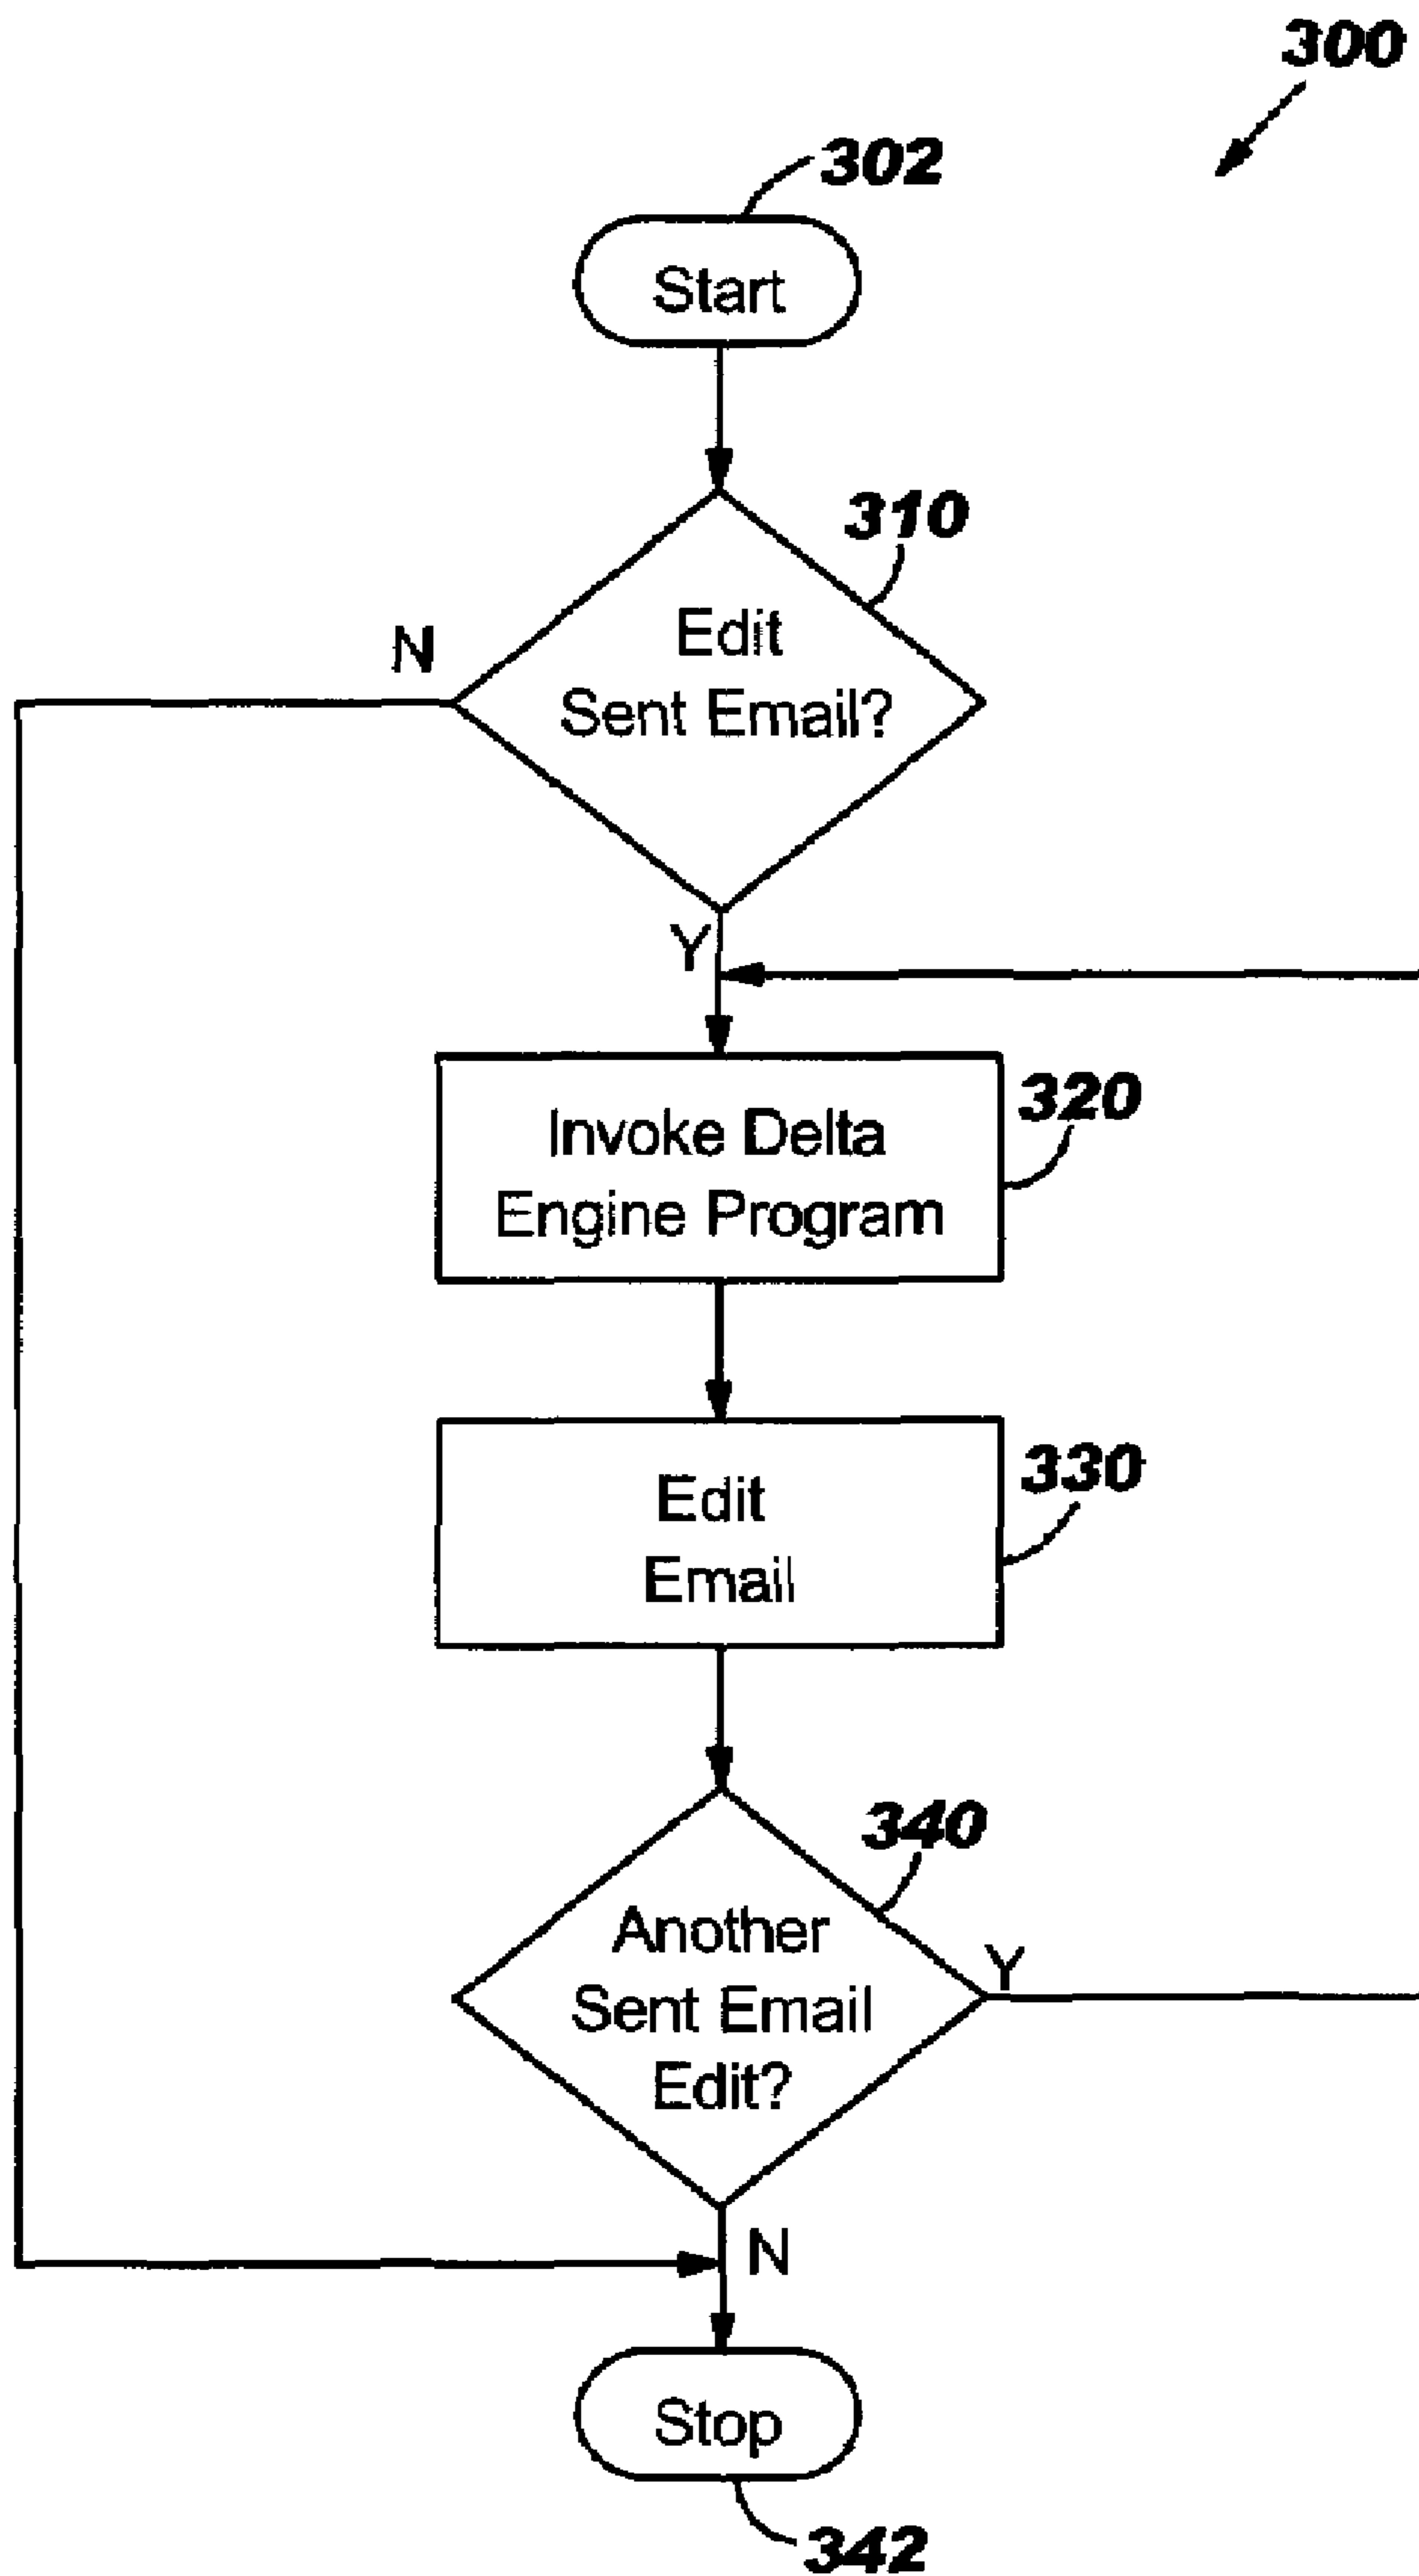 300
302
Start
310
N
Edit
Sent Email?
Y
320
Invoke Delta
Engine Program
330
Edit
Email
340
Another
Sent Email
Edit?
Y
N
Stop
342